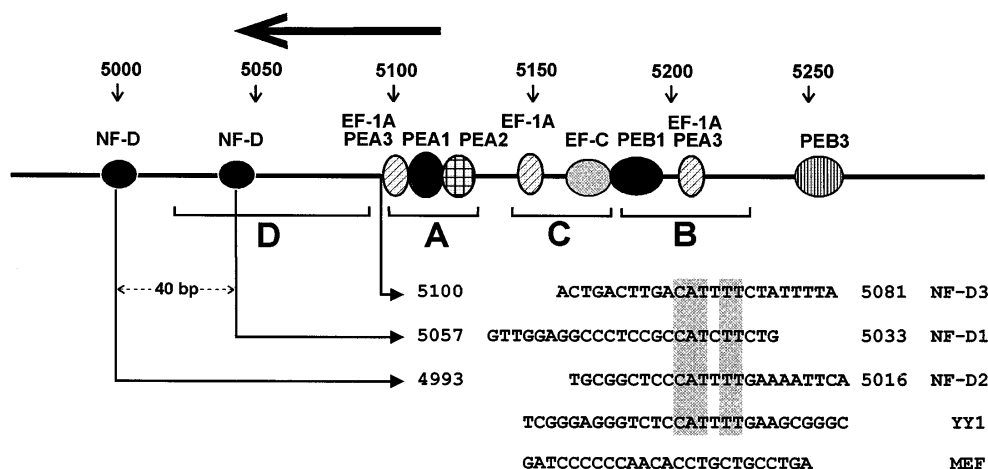 5000 5050 5100 5150 5200 5250
EF-1A EF-1A EF-1A
NF-D NF-D PEA3 PEA1 PEA2 EF-C PEB1 PEA3 PEB3
D A C B
40 bp
5100 ACTGACTTGACATTTTCTATTTTA 5081 NF-D3
5057 GTTGGAGGCCCTCCGCCATCTTCTG 5033 NF-D1
4993 TGCGGCTCCCATTTTGAAAATTCA 5016 NF-D2
TCGGGAGGGTCTCCATTTTGAAGCGGGC YY1
GATCCCCCCAACACCTGCTGCCTGA MEF